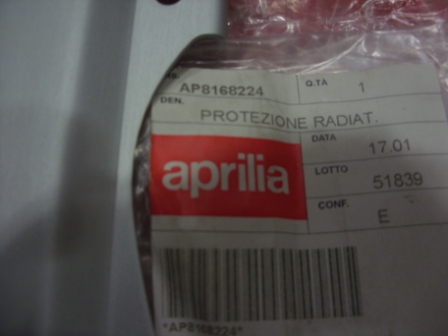 AP8168224
Q.TA 1
DEN.
PROTEZIONE RADIAT.
aprilia
DATA 17.01
LOTTO 51839
CONF. E
*AP8168224*